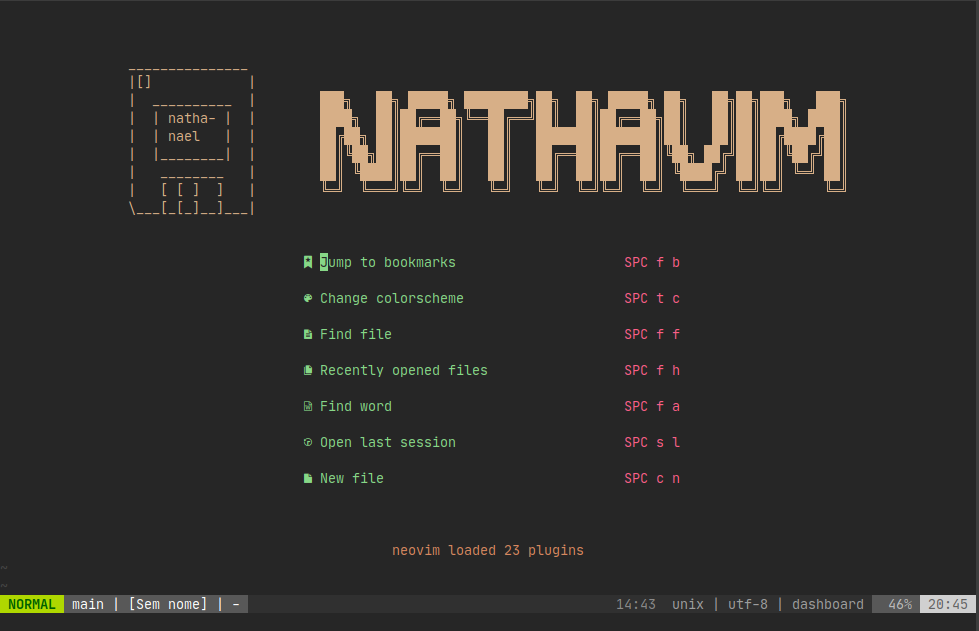 natha-
nael
NATHAVIM
Jump to bookmarks SPC f b
Change colorscheme SPC t c
Find file SPC f f
Recently opened files SPC f h
Find word SPC f a
Open last session SPC s l
New file SPC c n
neovim loaded 23 plugins
~
~
NORMAL main | [Sem nome] | - 14:43 unix | utf-8 | dashboard 46% 20:45